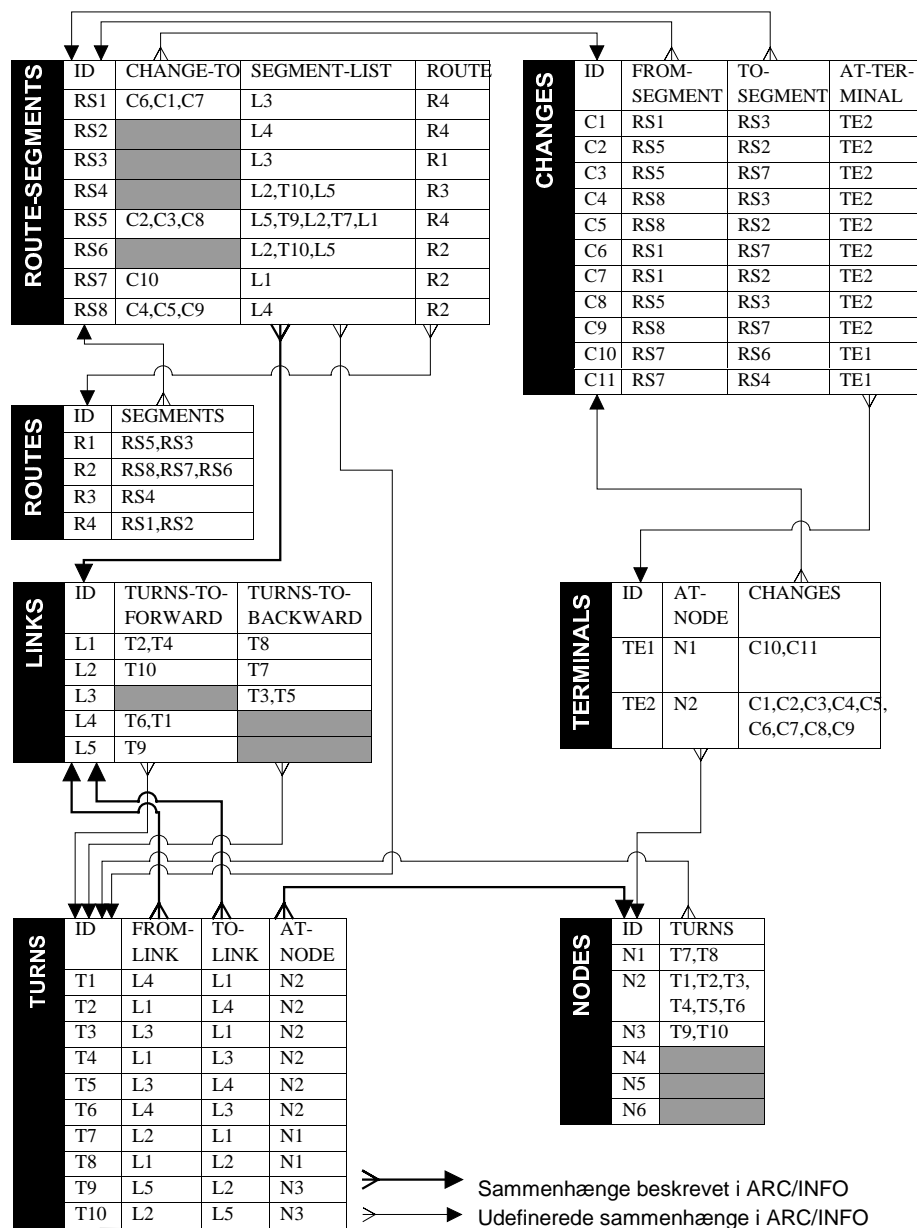 ROUTE-SEGMENTS
ID CHANGE-TO SEGMENT-LIST ROUTE
RS1 C6,C1,C7 L3 R4
RS2 L4 R4
RS3 L3 R1
RS4 L2,T10,L5 R3
RS5 C2,C3,C8 L5,T9,L2,T7,L1 R4
RS6 L2,T10,L5 R2
RS7 C10 L1 R2
RS8 C4,C5,C9 L4 R2
CHANGES
ID FROM- TO- AT-TER-
SEGMENT SEGMENT MINAL
C1 RS1 RS3 TE2
C2 RS5 RS2 TE2
C3 RS5 RS7 TE2
C4 RS8 RS3 TE2
C5 RS8 RS2 TE2
C6 RS1 RS7 TE2
C7 RS1 RS2 TE2
C8 RS5 RS3 TE2
C9 RS8 RS7 TE2
C10 RS7 RS6 TE1
C11 RS7 RS4 TE1
ROUTES
ID SEGMENTS
R1 RS5,RS3
R2 RS8,RS7,RS6
R3 RS4
R4 RS1,RS2
LINKS
ID TURNS-TO- TURNS-TO-
FORWARD BACKWARD
L1 T2,T4 T8
L2 T10 T7
L3 T3,T5
L4 T6,T1
L5 T9
TERMINALS
ID AT- CHANGES
NODE
TE1 N1 C10,C11
TE2 N2 C1,C2,C3,C4,C5,
C6,C7,C8,C9
TURNS
ID FROM- TO- AT-
LINK LINK NODE
T1 L4 L1 N2
T2 L1 L4 N2
T3 L3 L1 N2
T4 L1 L3 N2
T5 L3 L4 N2
T6 L4 L3 N2
T7 L2 L1 N1
T8 L1 L2 N1
T9 L5 L2 N3
T10 L2 L5 N3
NODES
ID TURNS
N1 T7,T8
N2 T1,T2,T3,
T4,T5,T6
N3 T9,T10
N4
N5
N6
Sammenhænge beskrevet i ARC/INFO
Udefinerede sammenhænge i ARC/INFO